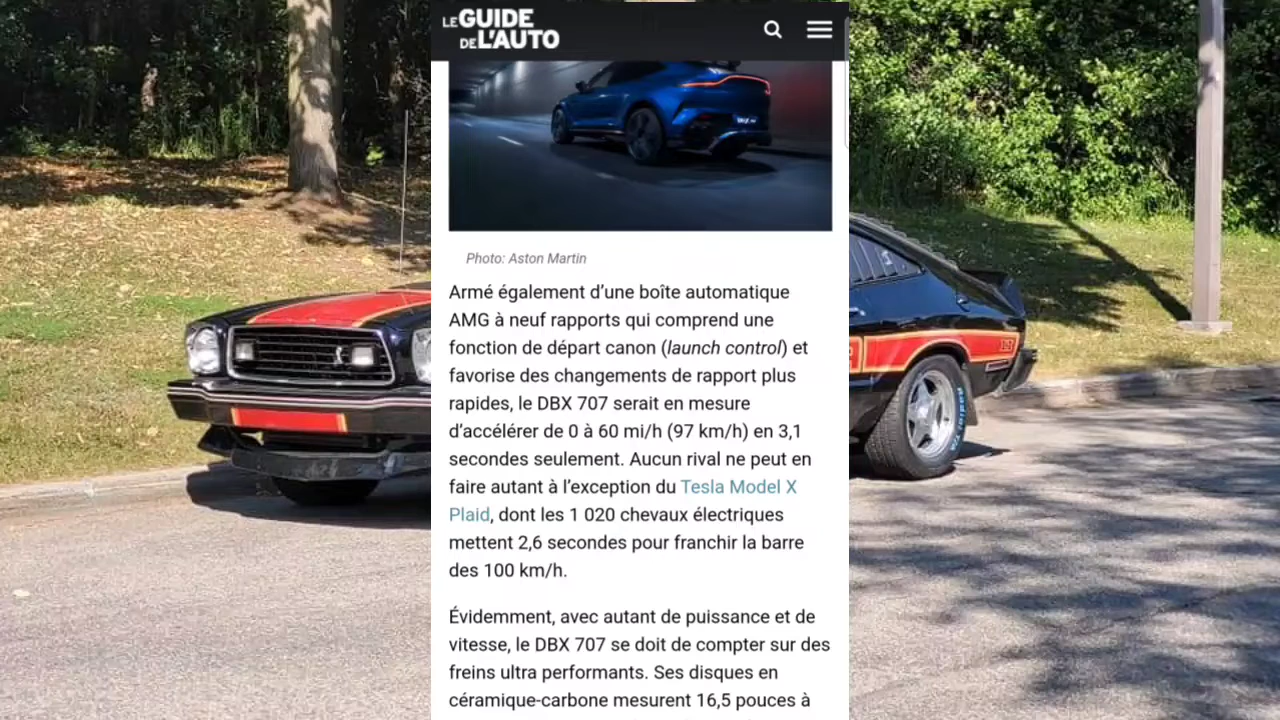 LE GUIDE
DE L'AUTO
Photo: Aston Martin
Armé également d’une boîte automatique
AMG à neuf rapports qui comprend une
fonction de départ canon (launch control) et
favorise des changements de rapport plus
rapides, le DBX 707 serait en mesure
d’accélérer de 0 à 60 mi/h (97 km/h) en 3,1
secondes seulement. Aucun rival ne peut en
faire autant à l’exception du Tesla Model X
Plaid, dont les 1 020 chevaux électriques
mettent 2,6 secondes pour franchir la barre
des 100 km/h.
Évidemment, avec autant de puissance et de
vitesse, le DBX 707 se doit de compter sur des
freins ultra performants. Ses disques en
céramique-carbone mesurent 16,5 pouces à